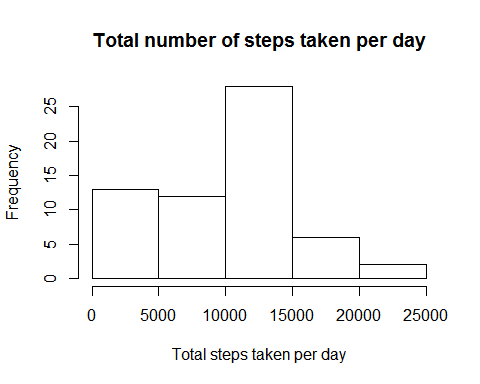 Total number of steps taken per day
Frequency
25
20
15
10
5
0
0 5000 10000 15000 20000 25000
Total steps taken per day